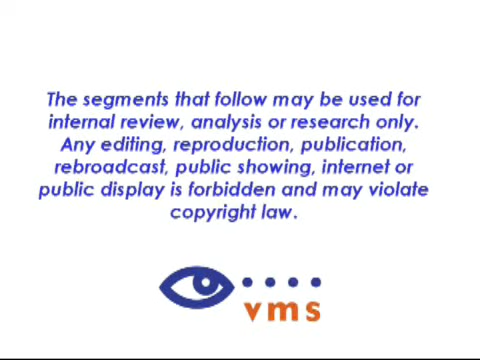 The segments that follow may be used for
internal review, analysis or research only.
Any editing, reproduction, publication,
rebroadcast, public showing, internet or
public display is forbidden and may violate
copyright law.
vms